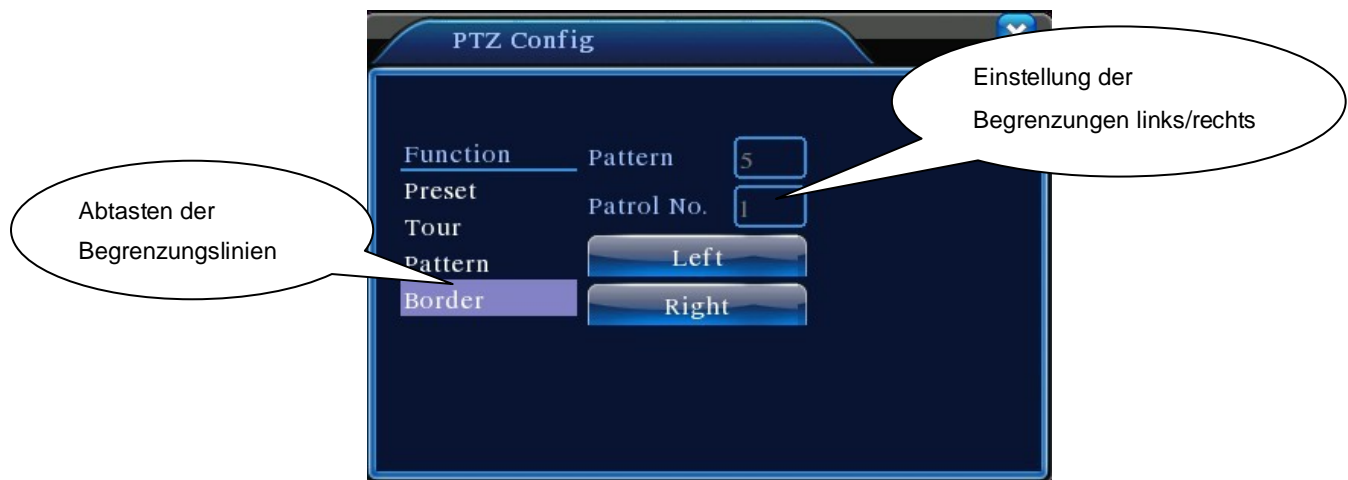 PTZ Config
Einstellung der
Begrenzungen links/rechts
Abtasten der
Begrenzungslinien
Function
Preset
Tour
Pattern
Border
Pattern 5
Patrol No. 1
Left
Right